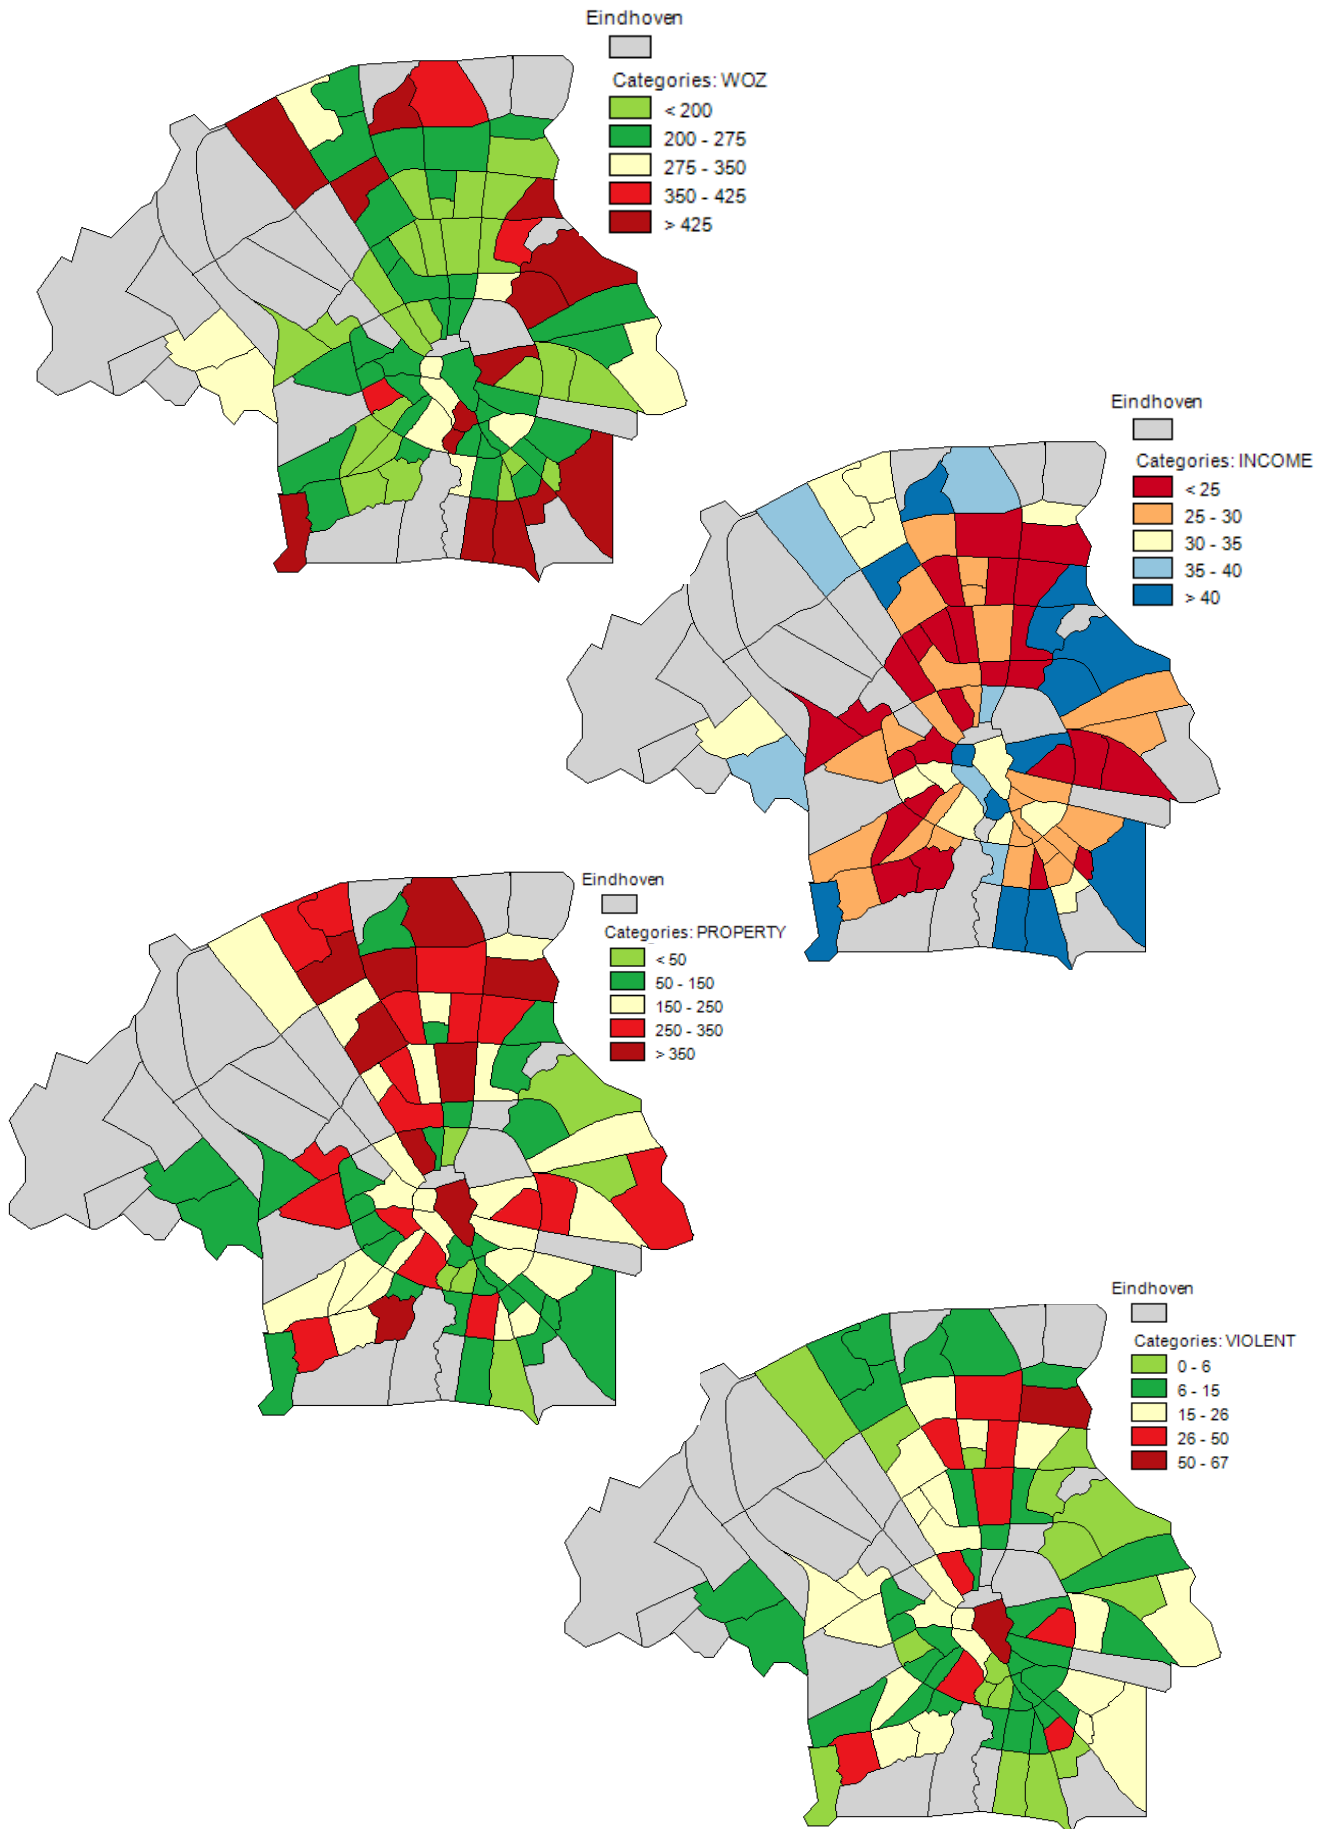 Eindhoven
Categories: WOZ
< 200
200 - 275
275 - 350
350 - 425
> 425
Eindhoven
Categories: INCOME
< 25
25 - 30
30 - 35
35 - 40
> 40
Eindhoven
Categories: PROPERTY
< 50
50 - 150
150 - 250
250 - 350
> 350
Eindhoven
Categories: VIOLENT
0 - 6
6 - 15
15 - 26
26 - 50
50 - 67